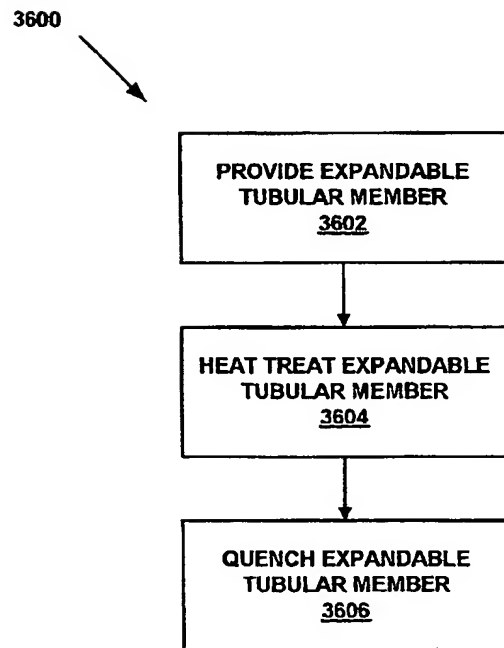 3600
PROVIDE EXPANDABLE
TUBULAR MEMBER
3602
HEAT TREAT EXPANDABLE
TUBULAR MEMBER
3604
QUENCH EXPANDABLE
TUBULAR MEMBER
3606